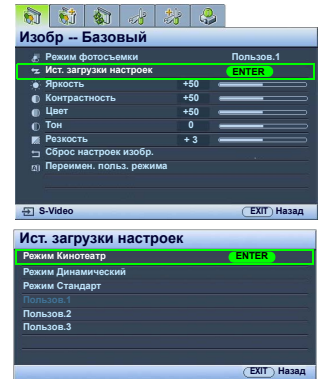 Изобр -- Базовый
Режим фотосъемки Пользов.1
Ист. загрузки настроек ENTER
Яркость +50
Контрастность +50
Цвет +50
Тон 0
Резкость + 3
Сброс настроек изобр.
Переимен. польз. режима
S-Video EXIT Назад
Ист. загрузки настроек
Режим Кинотеатр ENTER
Режим Динамический
Режим Стандарт
Пользов.1
Пользов.2
Пользов.3
EXIT Назад